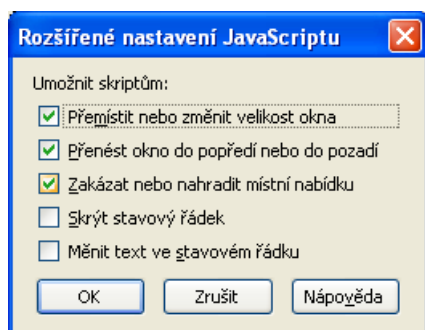 Rozšířené nastavení JavaScriptu
Umožnit skriptům:
Přemístit nebo změnit velikost okna
Přenést okno do popředí nebo do pozadí
Zakázat nebo nahradit místní nabídku
Skrýt stavový řádek
Měnit text ve stavovém řádku
OK Zrušit Nápověda